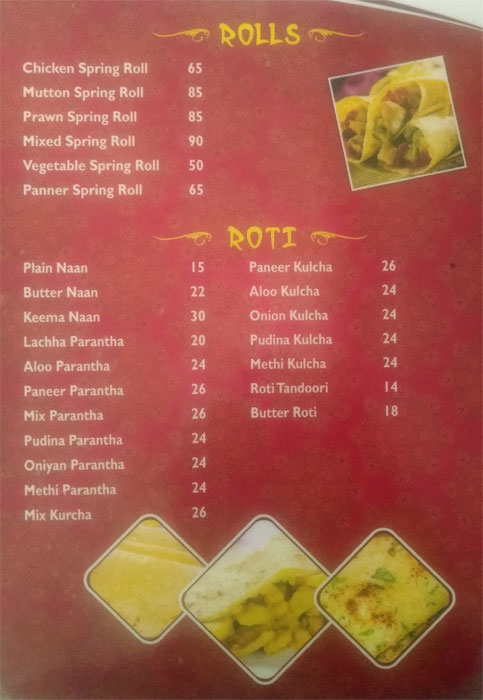 ROLLS
Chicken Spring Roll 65
Mutton Spring Roll 85
Prawn Spring Roll 85
Mixed Spring Roll 90
Vegetable Spring Roll 50
Panner Spring Roll 65
ROTI
Plain Naan 15
Butter Naan 22
Keema Naan 30
Lachha Parantha 20
Aloo Parantha 24
Paneer Parantha 26
Mix Parantha 26
Pudina Parantha 24
Oniyan Parantha 24
Methi Parantha 24
Mix Kurcha 26
Paneer Kulcha 26
Aloo Kulcha 24
Onion Kulcha 24
Pudina Kulcha 24
Methi Kulcha 24
Roti Tandoori 14
Butter Roti 18